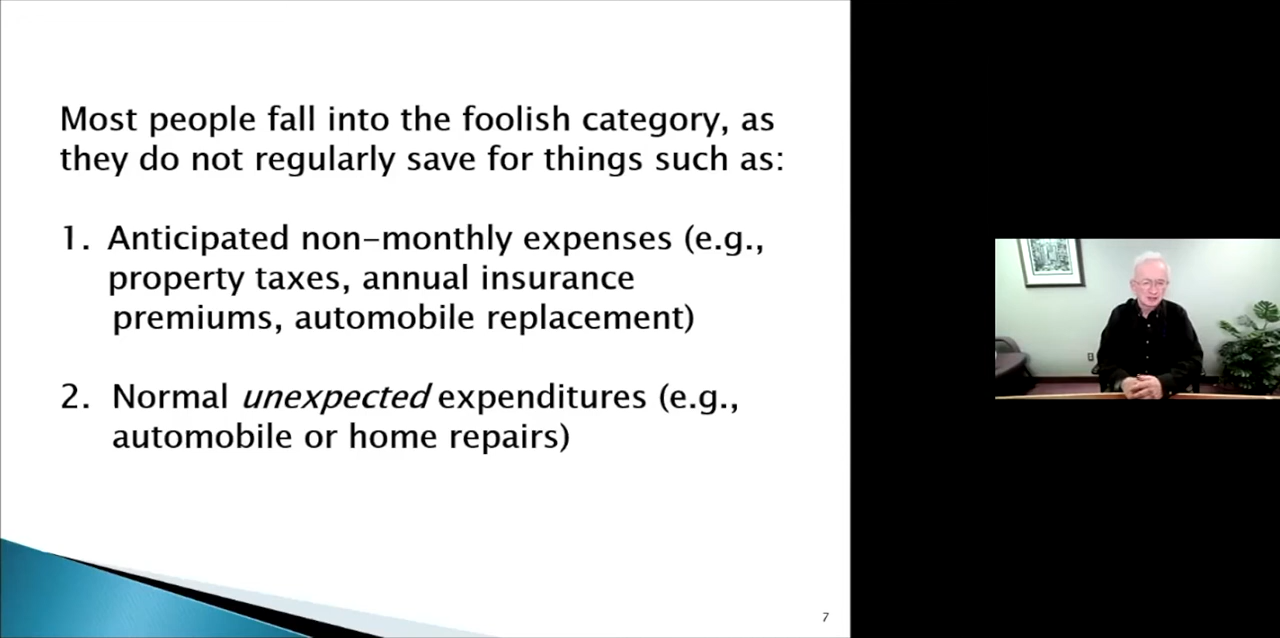 Most people fall into the foolish category, as
they do not regularly save for things such as:
1. Anticipated non-monthly expenses (e.g.,
property taxes, annual insurance
premiums, automobile replacement)
2. Normal unexpected expenditures (e.g.,
automobile or home repairs)
7